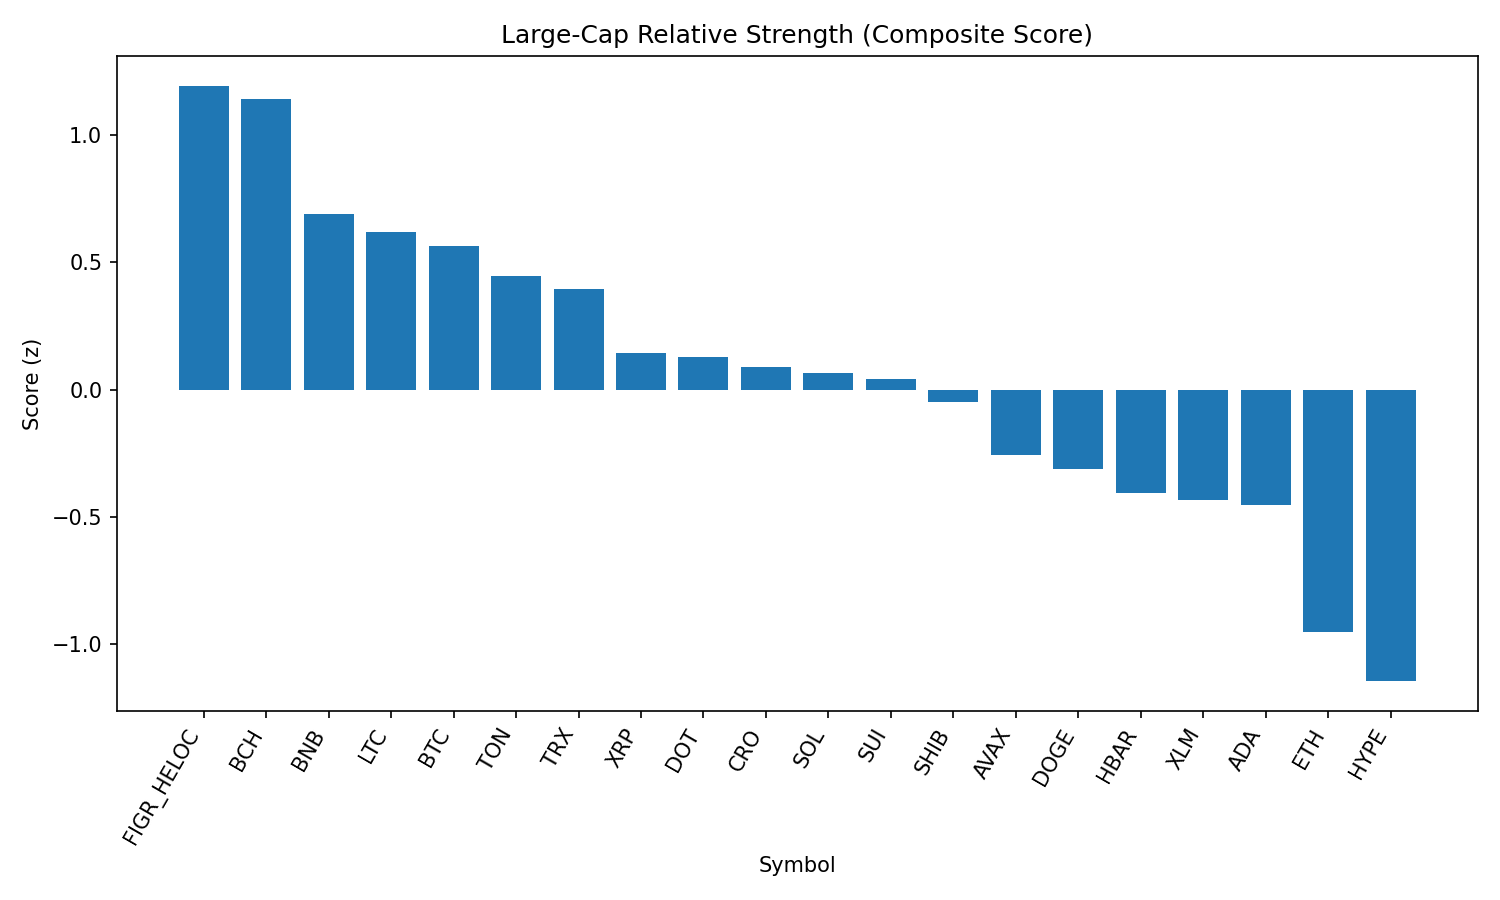 Large-Cap Relative Strength (Composite Score)
Score (z)
1.0
0.5
0.0
−0.5
−1.0
FIGR_HELOC
BCH
BNB
LTC
BTC
TON
TRX
XRP
DOT
CRO
SOL
SUI
SHIB
AVAX
DOGE
HBAR
XLM
ADA
ETH
HYPE
Symbol